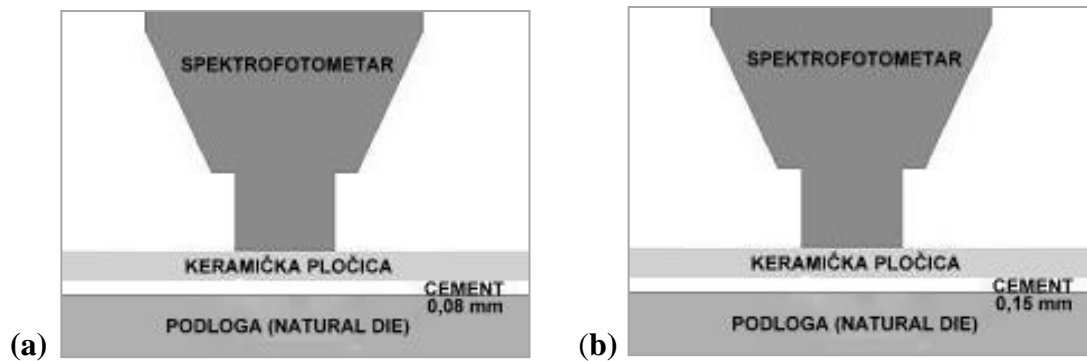 SPEKTROFOTOMETAR
KERAMIČKA PLOČICA
CEMENT
0,08 mm
PODLOGA (NATURAL DIE)
(a)
SPEKTROFOTOMETAR
KERAMIČKA PLOČICA
CEMENT
0,15 mm
PODLOGA (NATURAL DIE)
(b)